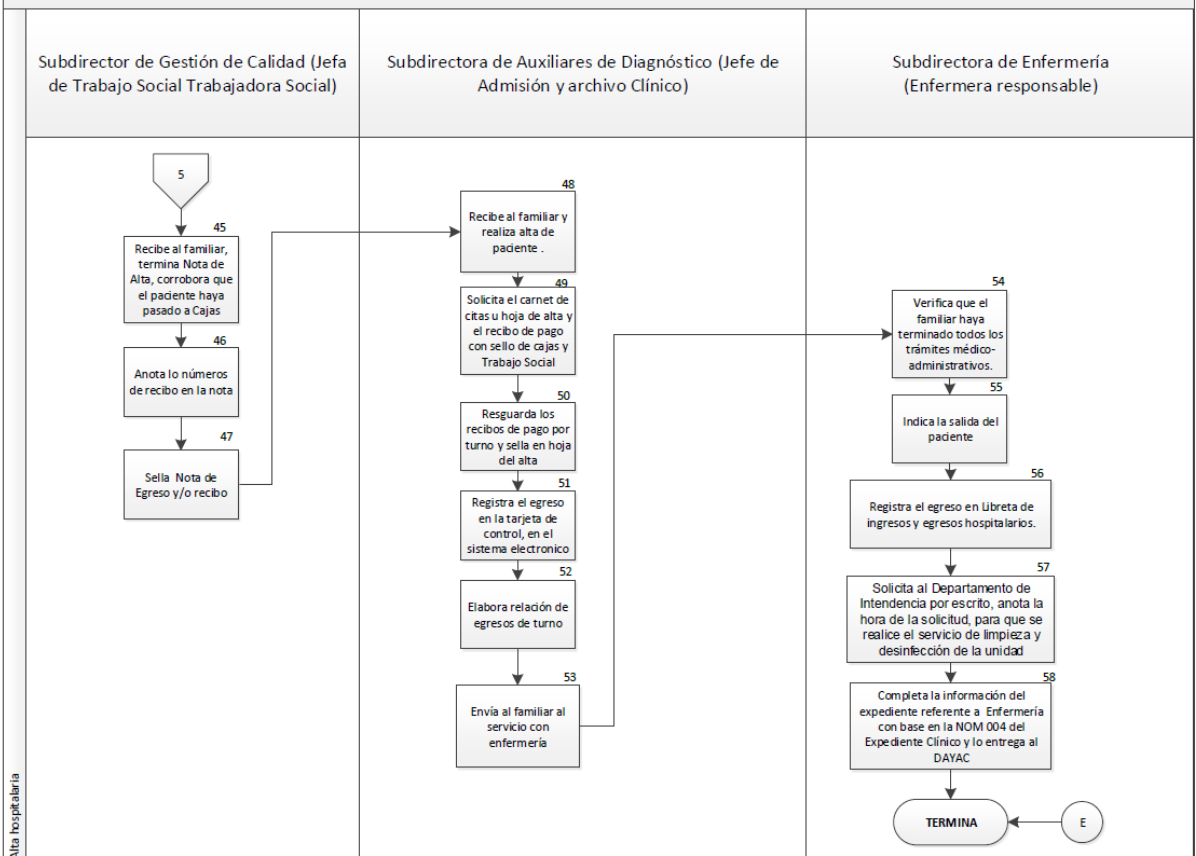 Subdirector de Gestión de Calidad (Jefa
de Trabajo Social Trabajadora Social)
Subdirectora de Auxiliares de Diagnóstico (Jefe de
Admisión y archivo Clínico)
Subdirectora de Enfermería
(Enfermera responsable)
5
45
Recibe al familiar,
termina Nota de
Alta, corrobora que
el paciente haya
pasado a Cajas
46
Anota lo números
de recibo en la nota
47
Sella Nota de
Egreso y/o recibo
48
Recibe al familiar y
realiza alta de
paciente .
49
Solicita el carnet de
citas u hoja de alta y
el recibo de pago
con sello de cajas y
Trabajo Social
50
Resguarda los
recibos de pago por
turno y sella en hoja
del alta
51
Registra el egreso
en la tarjeta de
control, en el
sistema electronico
52
Elabora relación de
egresos de turno
53
Envía al familiar al
servicio con
enfermería
54
Verifica que el
familiar haya
terminado todos los
trámites médico-
administrativos.
55
Indica la salida del
paciente
56
Registra el egreso en Libreta de
ingresos y egresos hospitalarios.
57
Solicita al Departamento de
Intendencia por escrito, anota la
hora de la solicitud, para que se
realice el servicio de limpieza y
desinfección de la unidad
58
Completa la información del
expediente referente a Enfermería
con base en la NOM 004 del
Expediente Clínico y lo entrega al
DAYAC
TERMINA
E
Alta hospitalaria